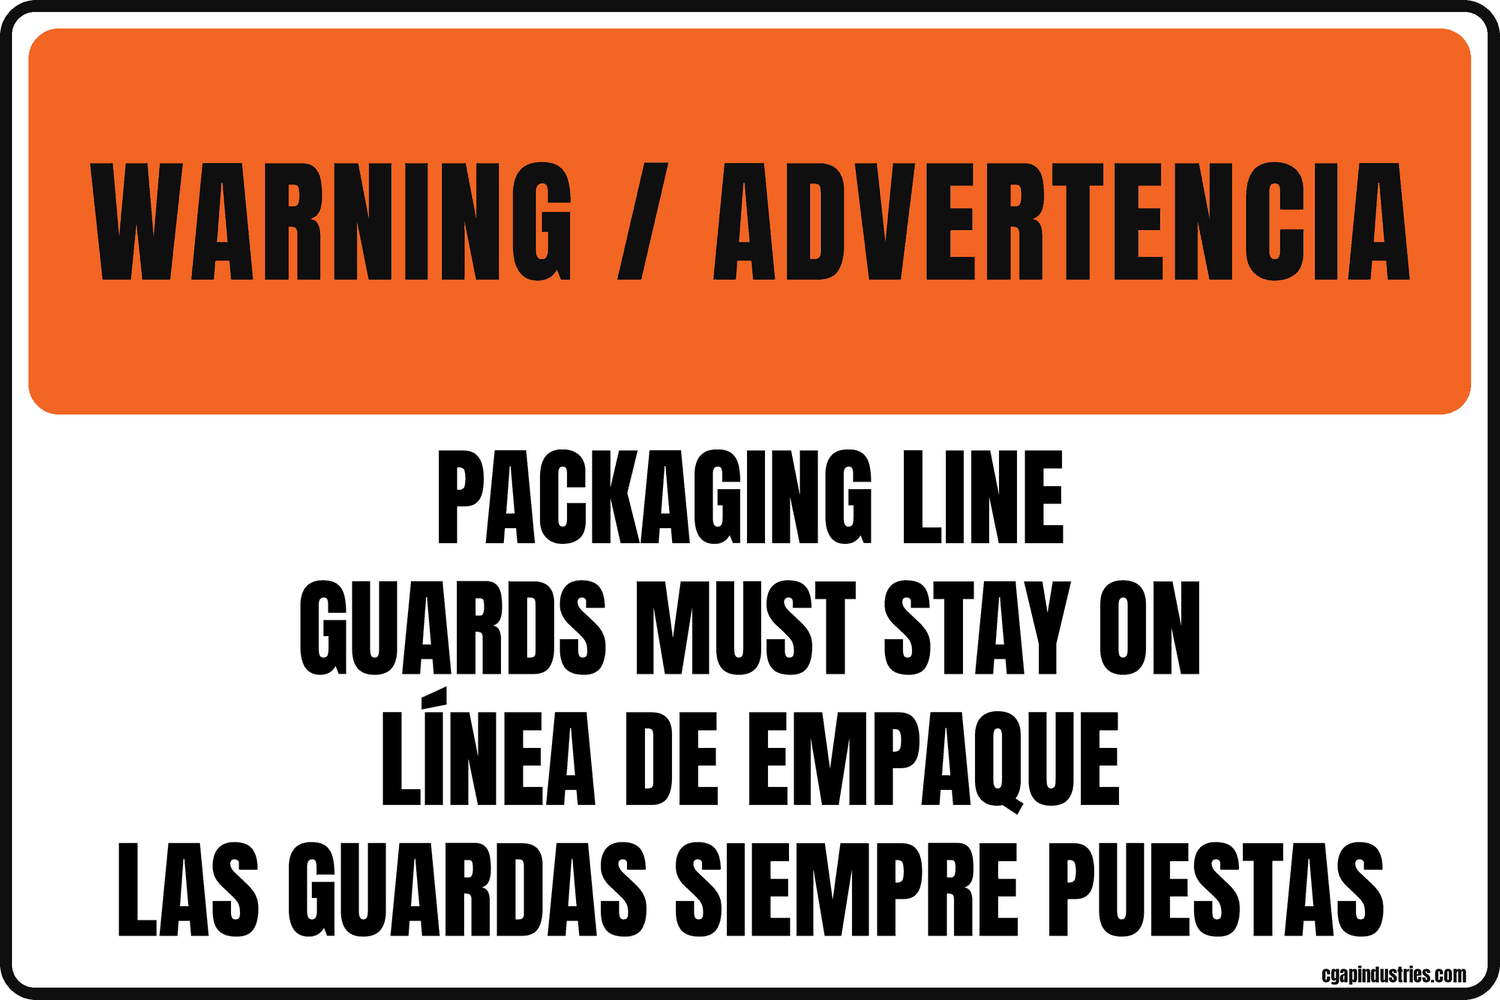 WARNING / ADVERTENCIA
PACKAGING LINE
GUARDS MUST STAY ON
LÍNEA DE EMPAQUE
LAS GUARDAS SIEMPRE PUESTAS
cgapindustries.com